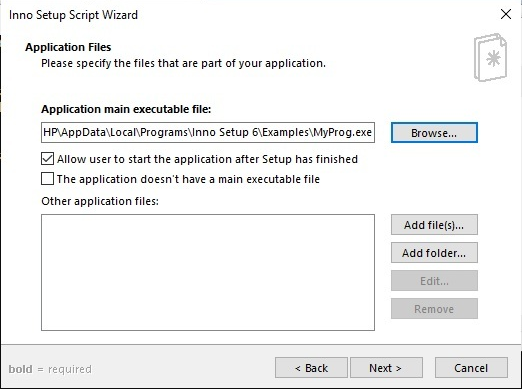 Inno Setup Script Wizard
Application Files
Please specify the files that are part of your application.
Application main executable file:
HP\AppData\Local\Programs\Inno Setup 6\Examples\MyProg.exe
Browse...
Allow user to start the application after Setup has finished
The application doesn't have a main executable file
Other application files:
Add file(s)...
Add folder...
Edit...
Remove
bold = required
< Back
Next >
Cancel